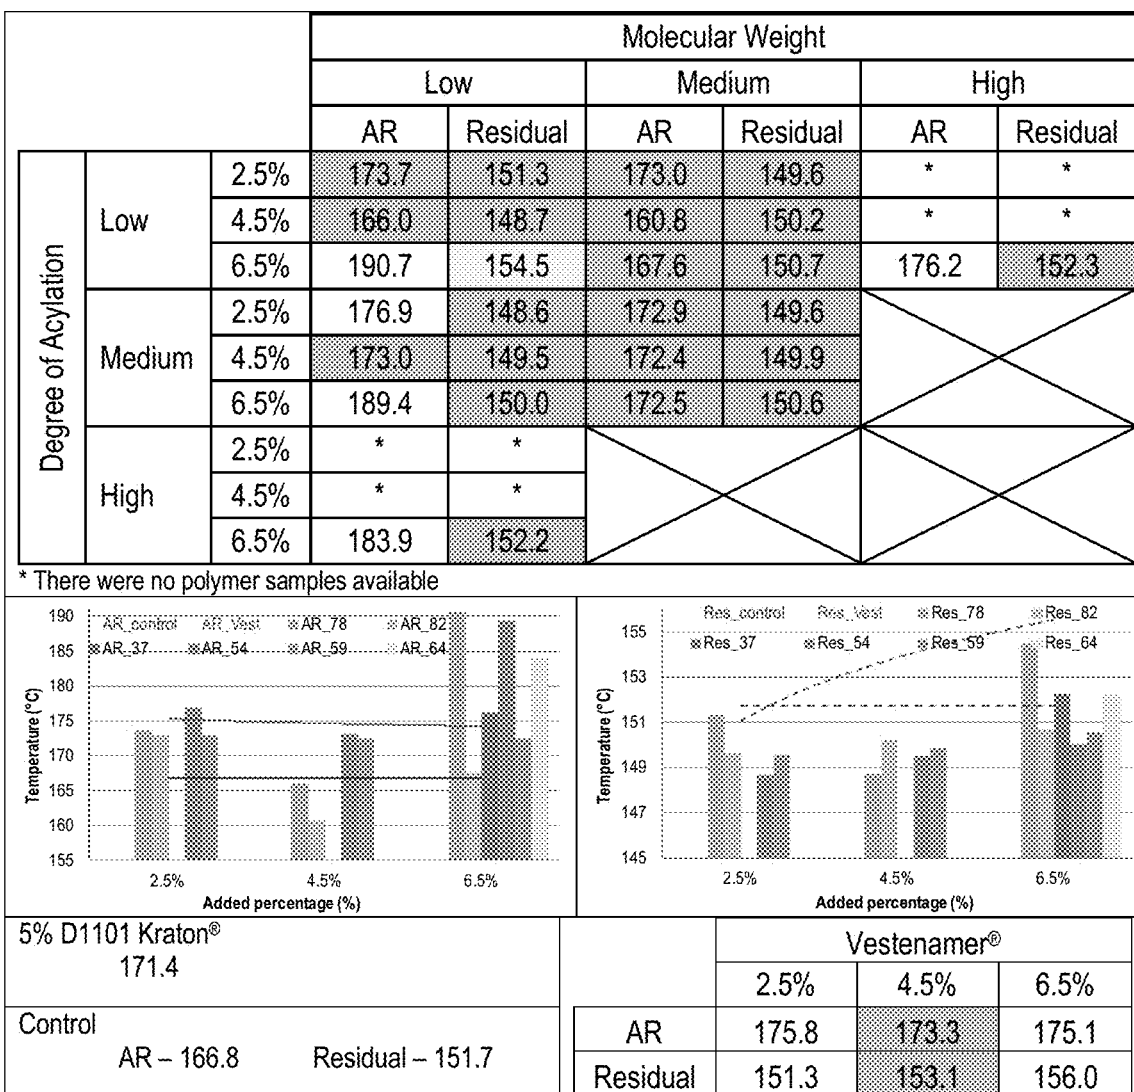 Molecular Weight
Low Medium High
AR Residual AR Residual AR Residual
Degree of Acylation
Low 2.5% 173.7 151.3 173.0 149.6 * *
4.5% 166.0 148.7 160.8 150.2 * *
6.5% 190.7 154.5 167.6 150.7 176.2 152.3
Medium 2.5% 176.9 148.6 172.9 149.6
4.5% 173.0 149.5 172.4 149.9
6.5% 189.4 150.0 172.5 150.6
High 2.5% * *
4.5% * *
6.5% 183.9 152.2
* There were no polymer samples available
AR_control AR_Vest AR_78 AR_82
AR_37 AR_54 AR_59 AR_64
Temperature (°C)
190
185
180
175
170
165
160
155
2.5% 4.5% 6.5%
Added percentage (%)
Res_control Res_Vest Res_78 Res_82
Res_37 Res_54 Res_59 Res_64
Temperature (°C)
155
153
151
149
147
145
2.5% 4.5% 6.5%
Added percentage (%)
5% D1101 Kraton®
171.4
Control
AR – 166.8 Residual – 151.7
Vestenamer®
2.5% 4.5% 6.5%
AR 175.8 173.3 175.1
Residual 151.3 153.1 156.0